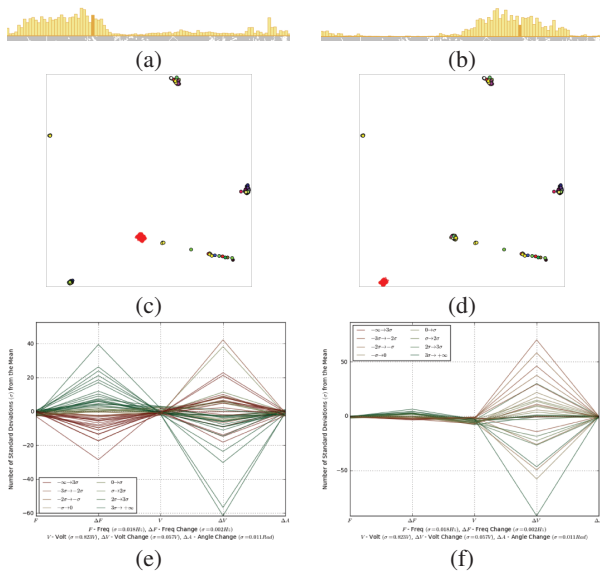 (a)
(b)
(c)
(d)
Number of Standard Deviations (σ) from the Mean
40
20
0
−20
−40
−60
−∞→3σ
−3σ→−2σ
−2σ→−σ
−σ→0
0→σ
σ→2σ
2σ→3σ
3σ→+∞
F
ΔF
V
ΔV
ΔA
F - Freq (σ=0.018Hz), ΔF - Freq Change (σ=0.002Hz)
V - Volt (σ=0.823V), ΔV - Volt Change (σ=0.057V), ΔA - Angle Change (σ=0.011Rad)
(e)
Number of Standard Deviations (σ) from the Mean
50
0
−50
−∞→3σ
−3σ→−2σ
−2σ→−σ
−σ→0
0→σ
σ→2σ
2σ→3σ
3σ→+∞
F
ΔF
V
ΔV
ΔA
F - Freq (σ=0.018Hz), ΔF - Freq Change (σ=0.002Hz)
V - Volt (σ=0.823V), ΔV - Volt Change (σ=0.057V), ΔA - Angle Change (σ=0.011Rad)
(f)